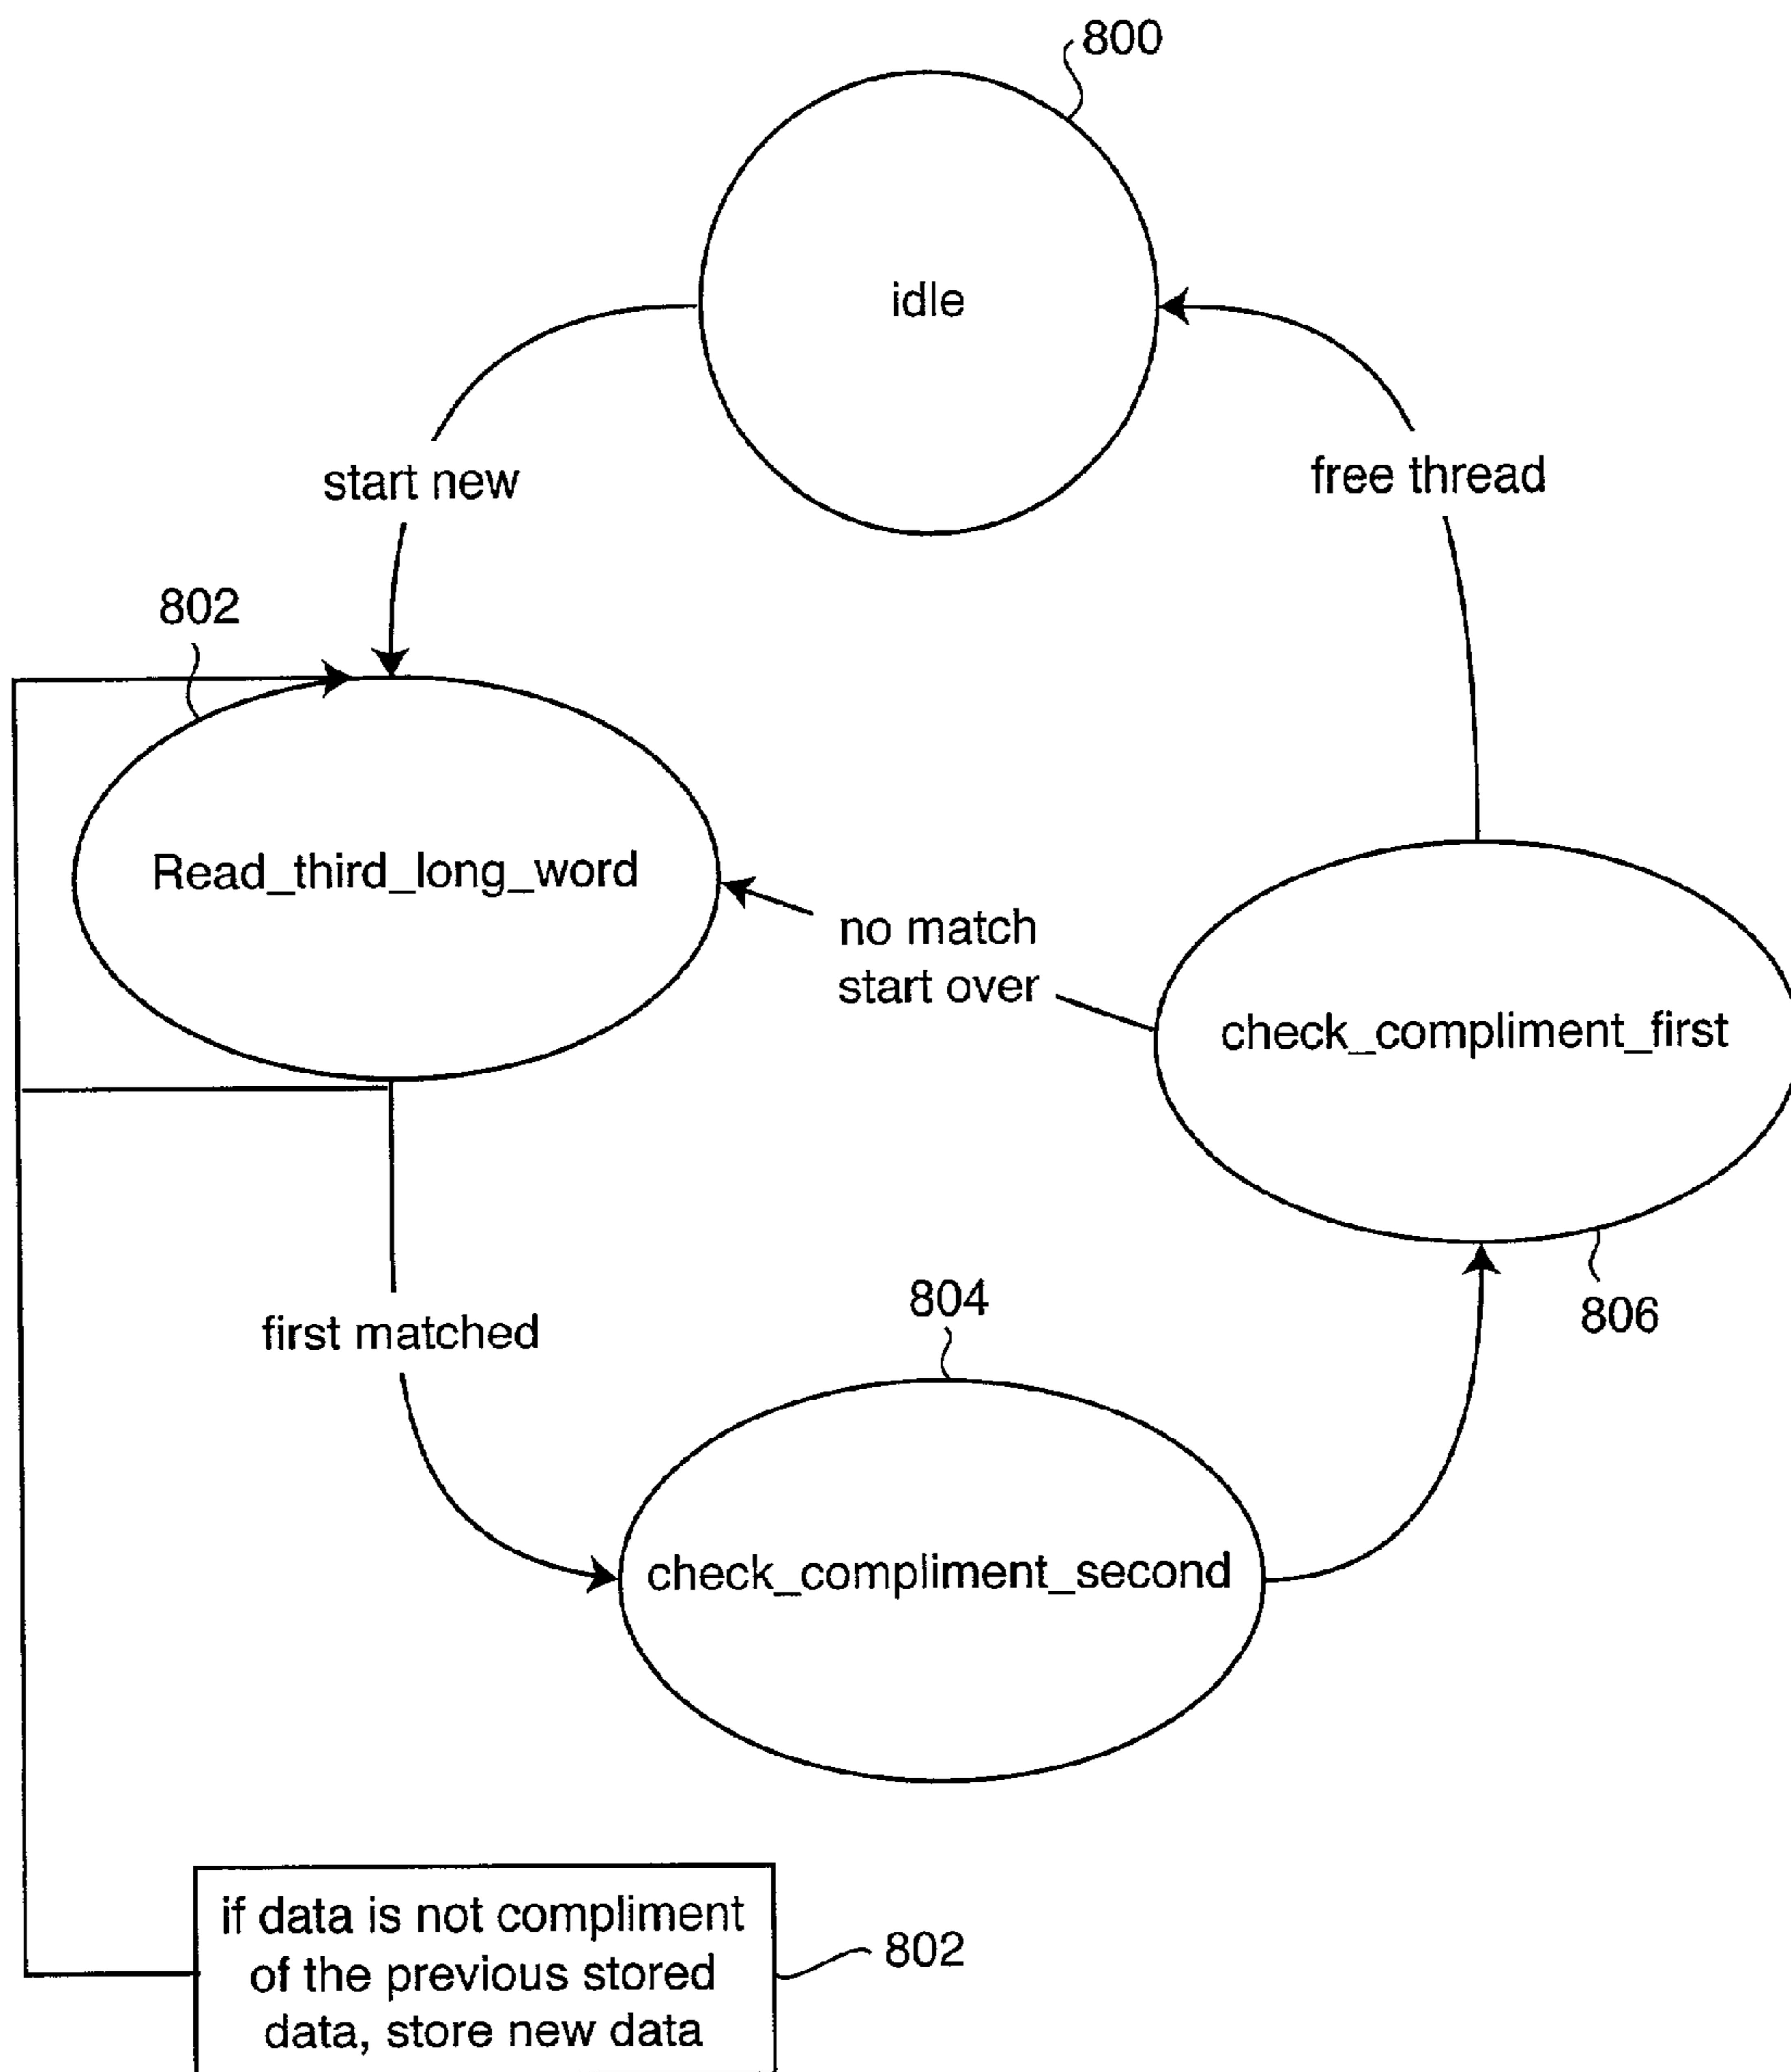 800
idle
start new
free thread
802
Read_third_long_word
no match
start over
check_compliment_first
804
806
first matched
check_compliment_second
if data is not compliment
of the previous stored
data, store new data
802